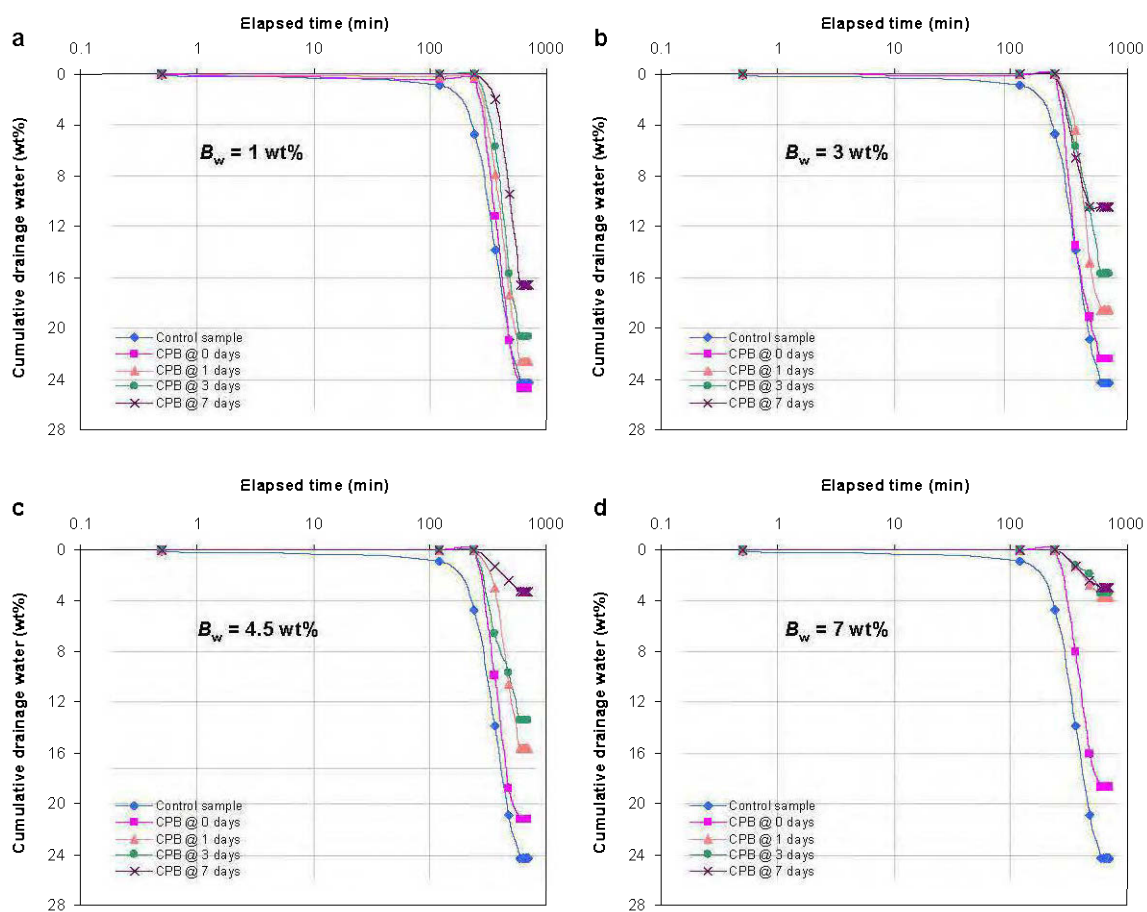 Elapsed time (min)
a
0.1 1 10 100 1000
0
4
8
12
16
20
24
28
Cumulative drainage water (wt%)
Bw = 1 wt%
Control sample
CPB @ 0 days
CPB @ 1 days
CPB @ 3 days
CPB @ 7 days
Elapsed time (min)
b
0.1 1 10 100 1000
0
4
8
12
16
20
24
28
Cumulative drainage water (wt%)
Bw = 3 wt%
Control sample
CPB @ 0 days
CPB @ 1 days
CPB @ 3 days
CPB @ 7 days
Elapsed time (min)
c
0.1 1 10 100 1000
0
4
8
12
16
20
24
28
Cumulative drainage water (wt%)
Bw = 4.5 wt%
Control sample
CPB @ 0 days
CPB @ 1 days
CPB @ 3 days
CPB @ 7 days
Elapsed time (min)
d
0.1 1 10 100 1000
0
4
8
12
16
20
24
28
Cumulative drainage water (wt%)
Bw = 7 wt%
Control sample
CPB @ 0 days
CPB @ 1 days
CPB @ 3 days
CPB @ 7 days